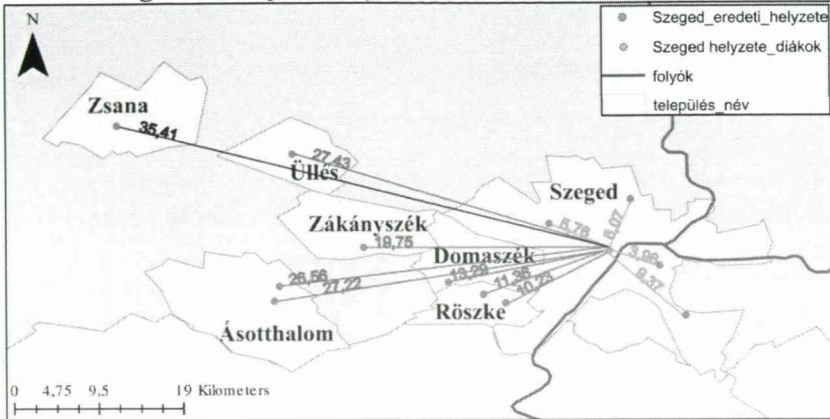 N
Szeged_eredeti_helyzete
Szeged helyzete_diákok
folyók
település_név
Zsana
35,41
27,43
Üllés
Szeged
6,07
5,76
Zákányszék
19,75
Domaszék
3,96
9,37
26,56
27,22
13,29
11,36
10,23
Röszke
Ásotthalom
0 4,75 9,5 19 Kilometers